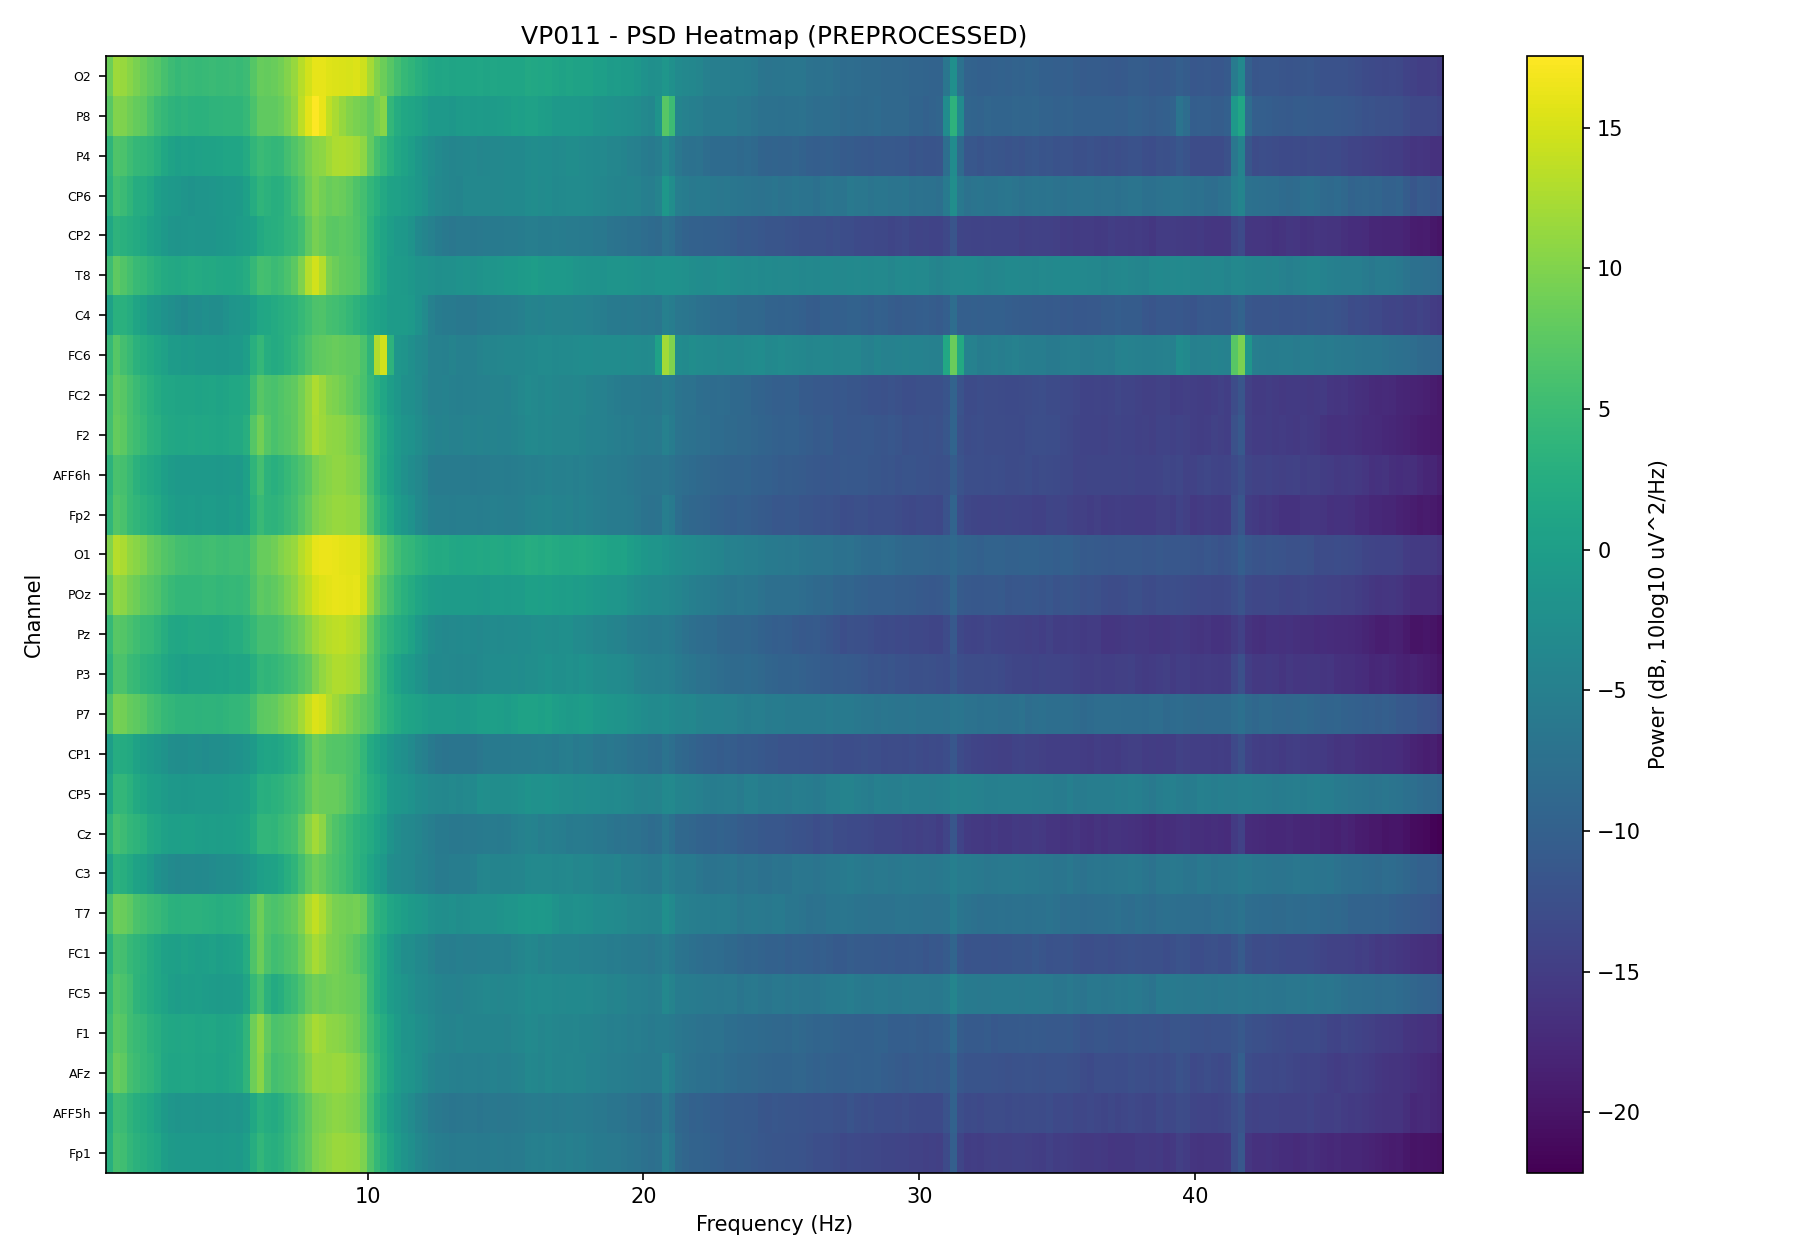 VP011 - PSD Heatmap (PREPROCESSED)
O2
P8
P4
CP6
CP2
T8
C4
FC6
FC2
F2
AFF6h
Fp2
O1
POz
Pz
P3
P7
CP1
CP5
Cz
C3
T7
FC1
FC5
F1
AFz
AFF5h
Fp1
Channel
10 20 30 40
Frequency (Hz)
15
10
5
0
−5
−10
−15
−20
Power (dB, 10log10 uV^2/Hz)